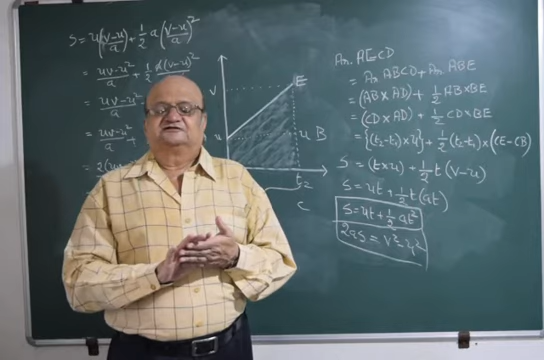 S = u(v-u/a) + 1/2 a (v-u/a)²
= uv-u²/a + 1/2 a(v-u)²
= uv-u²/a
= uv-u²/a +
= 2(uv
v
u
E
u B
t₂
C
Ar. AECD
= Ar ABCD + Ar. ABE
= (AB×AD) + 1/2 AB×BE
= (CD×AD) + 1/2 CD×BE
= {(t₂-t₁)×u} + 1/2 (t₂-t₁)×(CE-CB)
S = (t×u) + 1/2 t(v-u)
S = ut + 1/2 t(at)
S = ut + 1/2 at²
2as = v²-u²